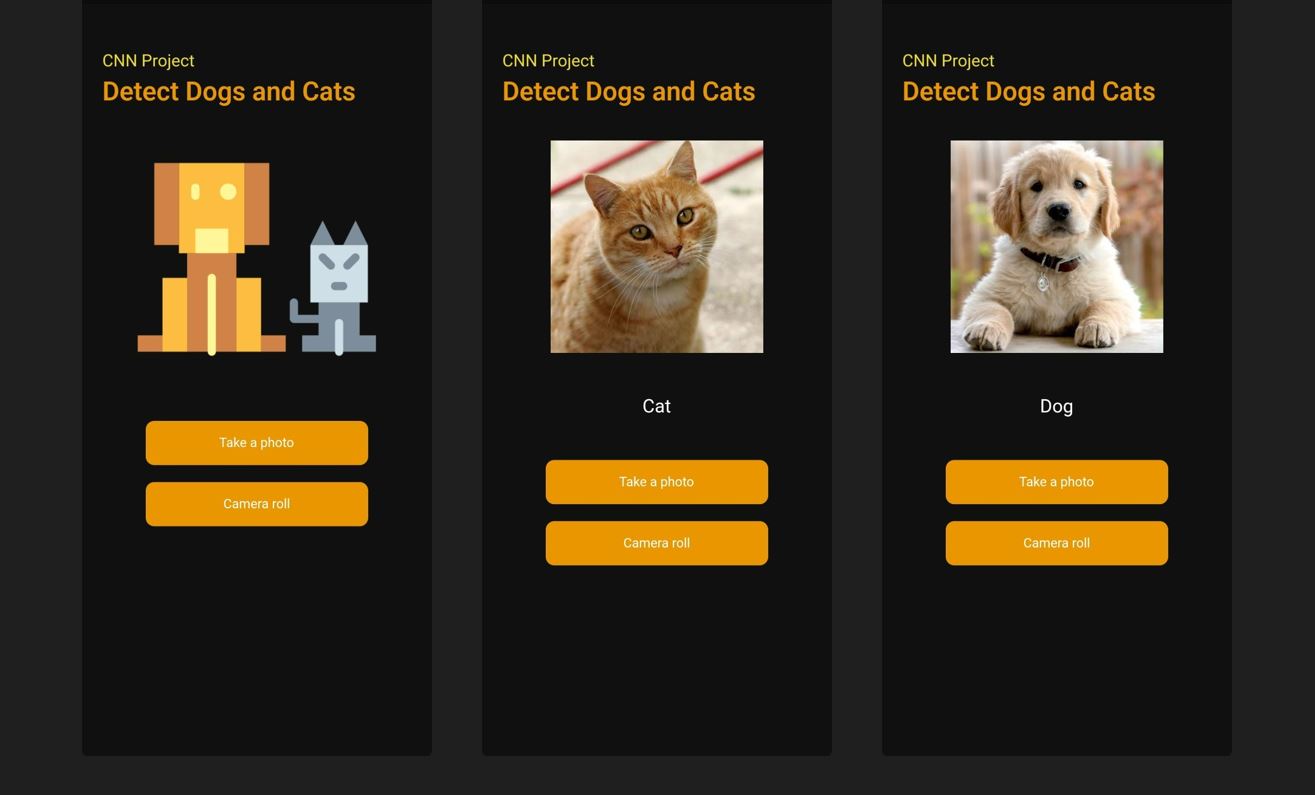 CNN Project
Detect Dogs and Cats
Take a photo
Camera roll
CNN Project
Detect Dogs and Cats
Cat
Take a photo
Camera roll
CNN Project
Detect Dogs and Cats
Dog
Take a photo
Camera roll